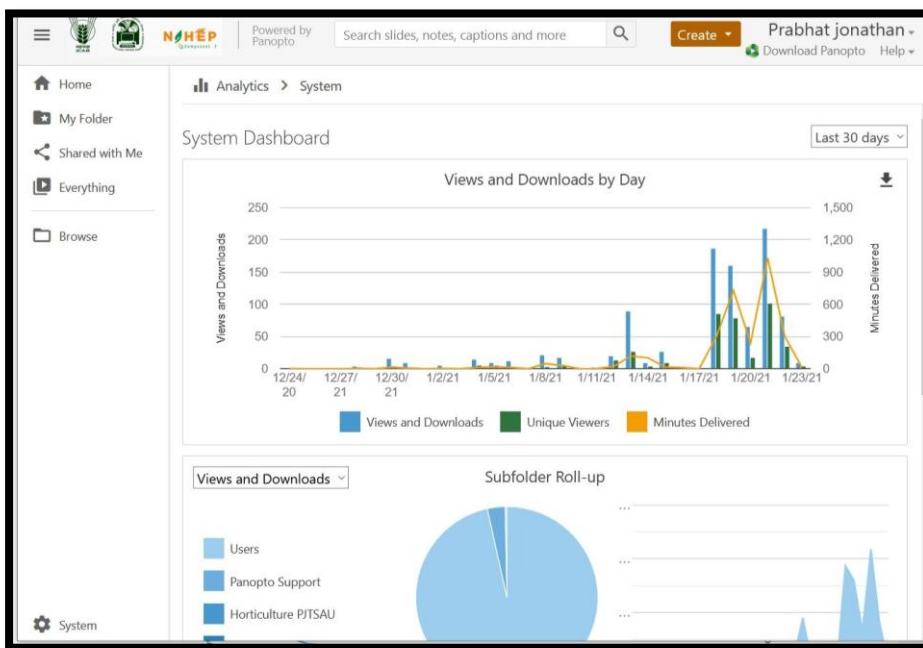 NAHEP
Powered by
Panopto
Search slides, notes, captions and more
Create
Prabhat jonathan
Download Panopto Help
Home
My Folder
Shared with Me
Everything
Browse
System
Analytics > System
System Dashboard
Last 30 days
Views and Downloads by Day
250
200
150
100
50
0
Views and Downloads
1,500
1,200
900
600
300
0
Minutes Delivered
12/24/
20
12/27/
21
12/30/
21
1/2/21
1/5/21
1/8/21
1/11/21
1/14/21
1/17/21
1/20/21
1/23/21
Views and Downloads
Unique Viewers
Minutes Delivered
Views and Downloads
Subfolder Roll-up
Users
Panopto Support
Horticulture PJTSAU
...
...
...